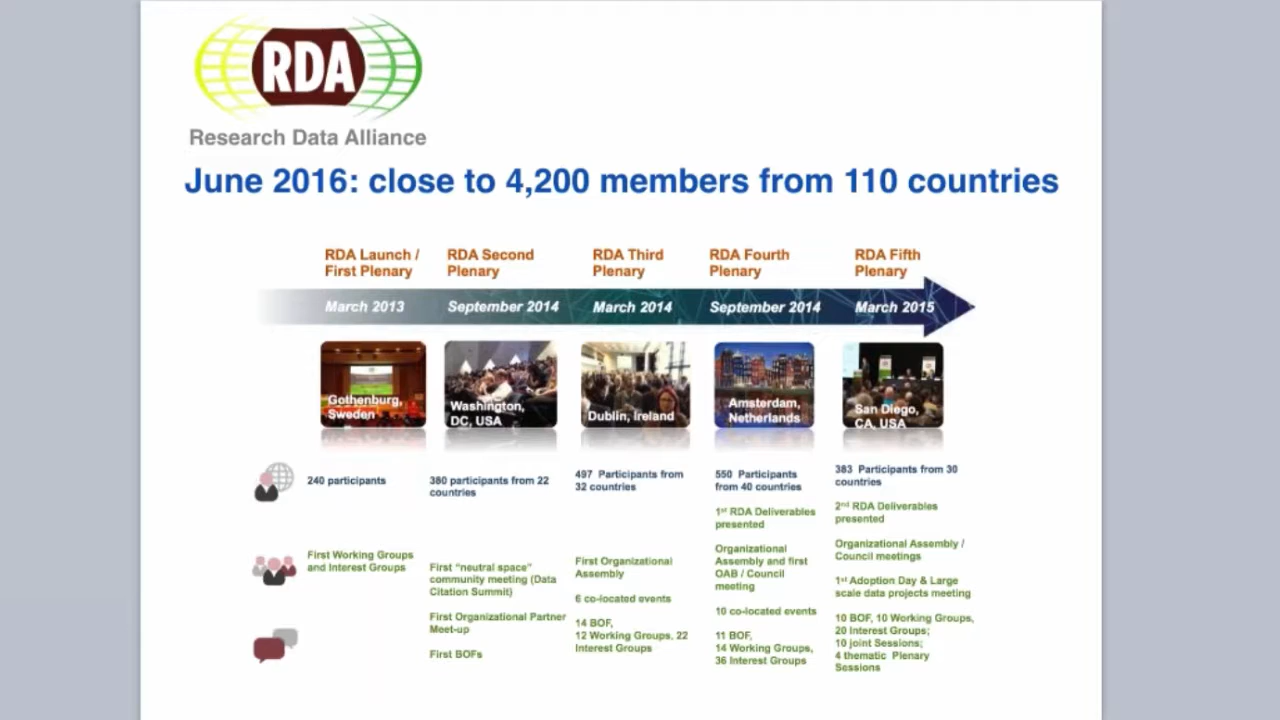 RDA
Research Data Alliance
June 2016: close to 4,200 members from 110 countries
RDA Launch /
First Plenary
RDA Second
Plenary
RDA Third
Plenary
RDA Fourth
Plenary
RDA Fifth
Plenary
March 2013
September 2014
March 2014
September 2014
March 2015
Gothenburg,
Sweden
Washington,
DC, USA
Dublin, Ireland
Amsterdam,
Netherlands
San Diego,
CA, USA
240 participants
First Working Groups
and Interest Groups
380 participants from 22
countries
First “neutral space”
community meeting (Data
Citation Summit)
First Organizational Partner
Meet-up
First BOFs
497 Participants from
32 countries
First Organizational
Assembly
6 co-located events
14 BOF,
12 Working Groups, 22
Interest Groups
550 Participants
from 40 countries
1st RDA Deliverables
presented
Organizational
Assembly and first
OAB / Council
meeting
10 co-located events
11 BOF,
14 Working Groups,
36 Interest Groups
383 Participants from 30
countries
2nd RDA Deliverables
presented
Organizational Assembly /
Council meetings
1st Adoption Day & Large
scale data projects meeting
10 BOF, 10 Working Groups,
20 Interest Groups;
10 joint Sessions;
4 thematic Plenary
Sessions